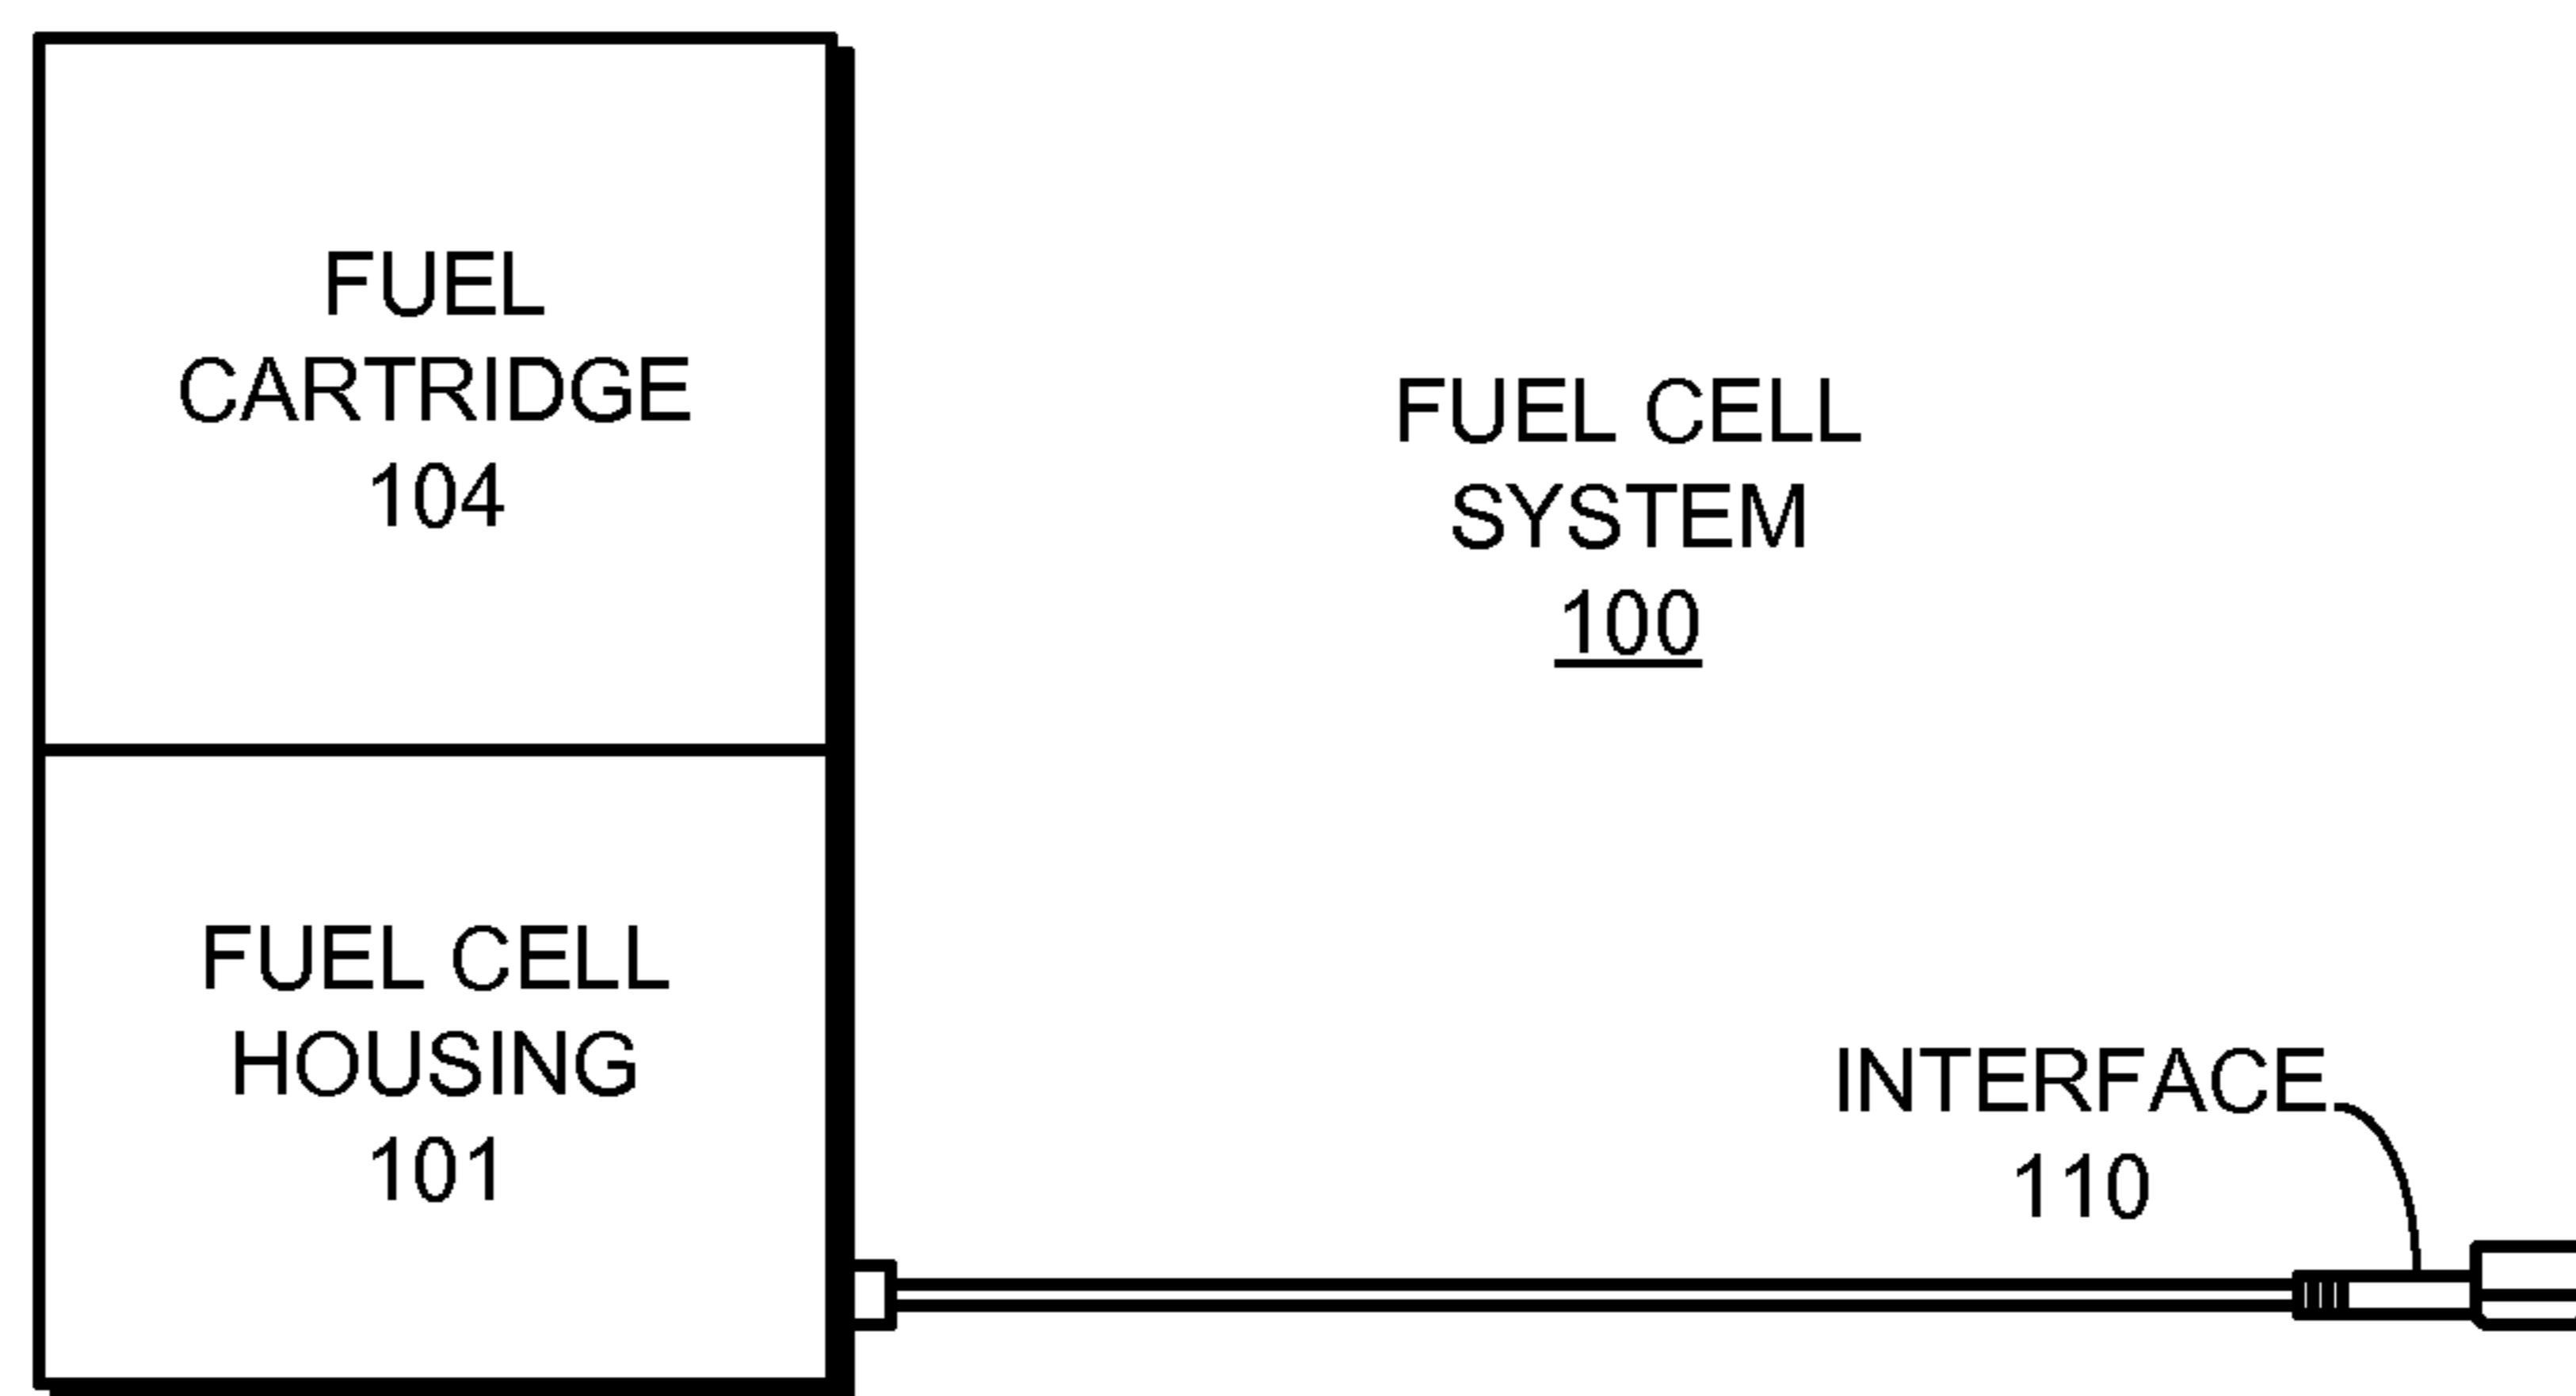 FUEL
CARTRIDGE
104
FUEL CELL
SYSTEM
100
FUEL CELL
HOUSING
101
INTERFACE
110